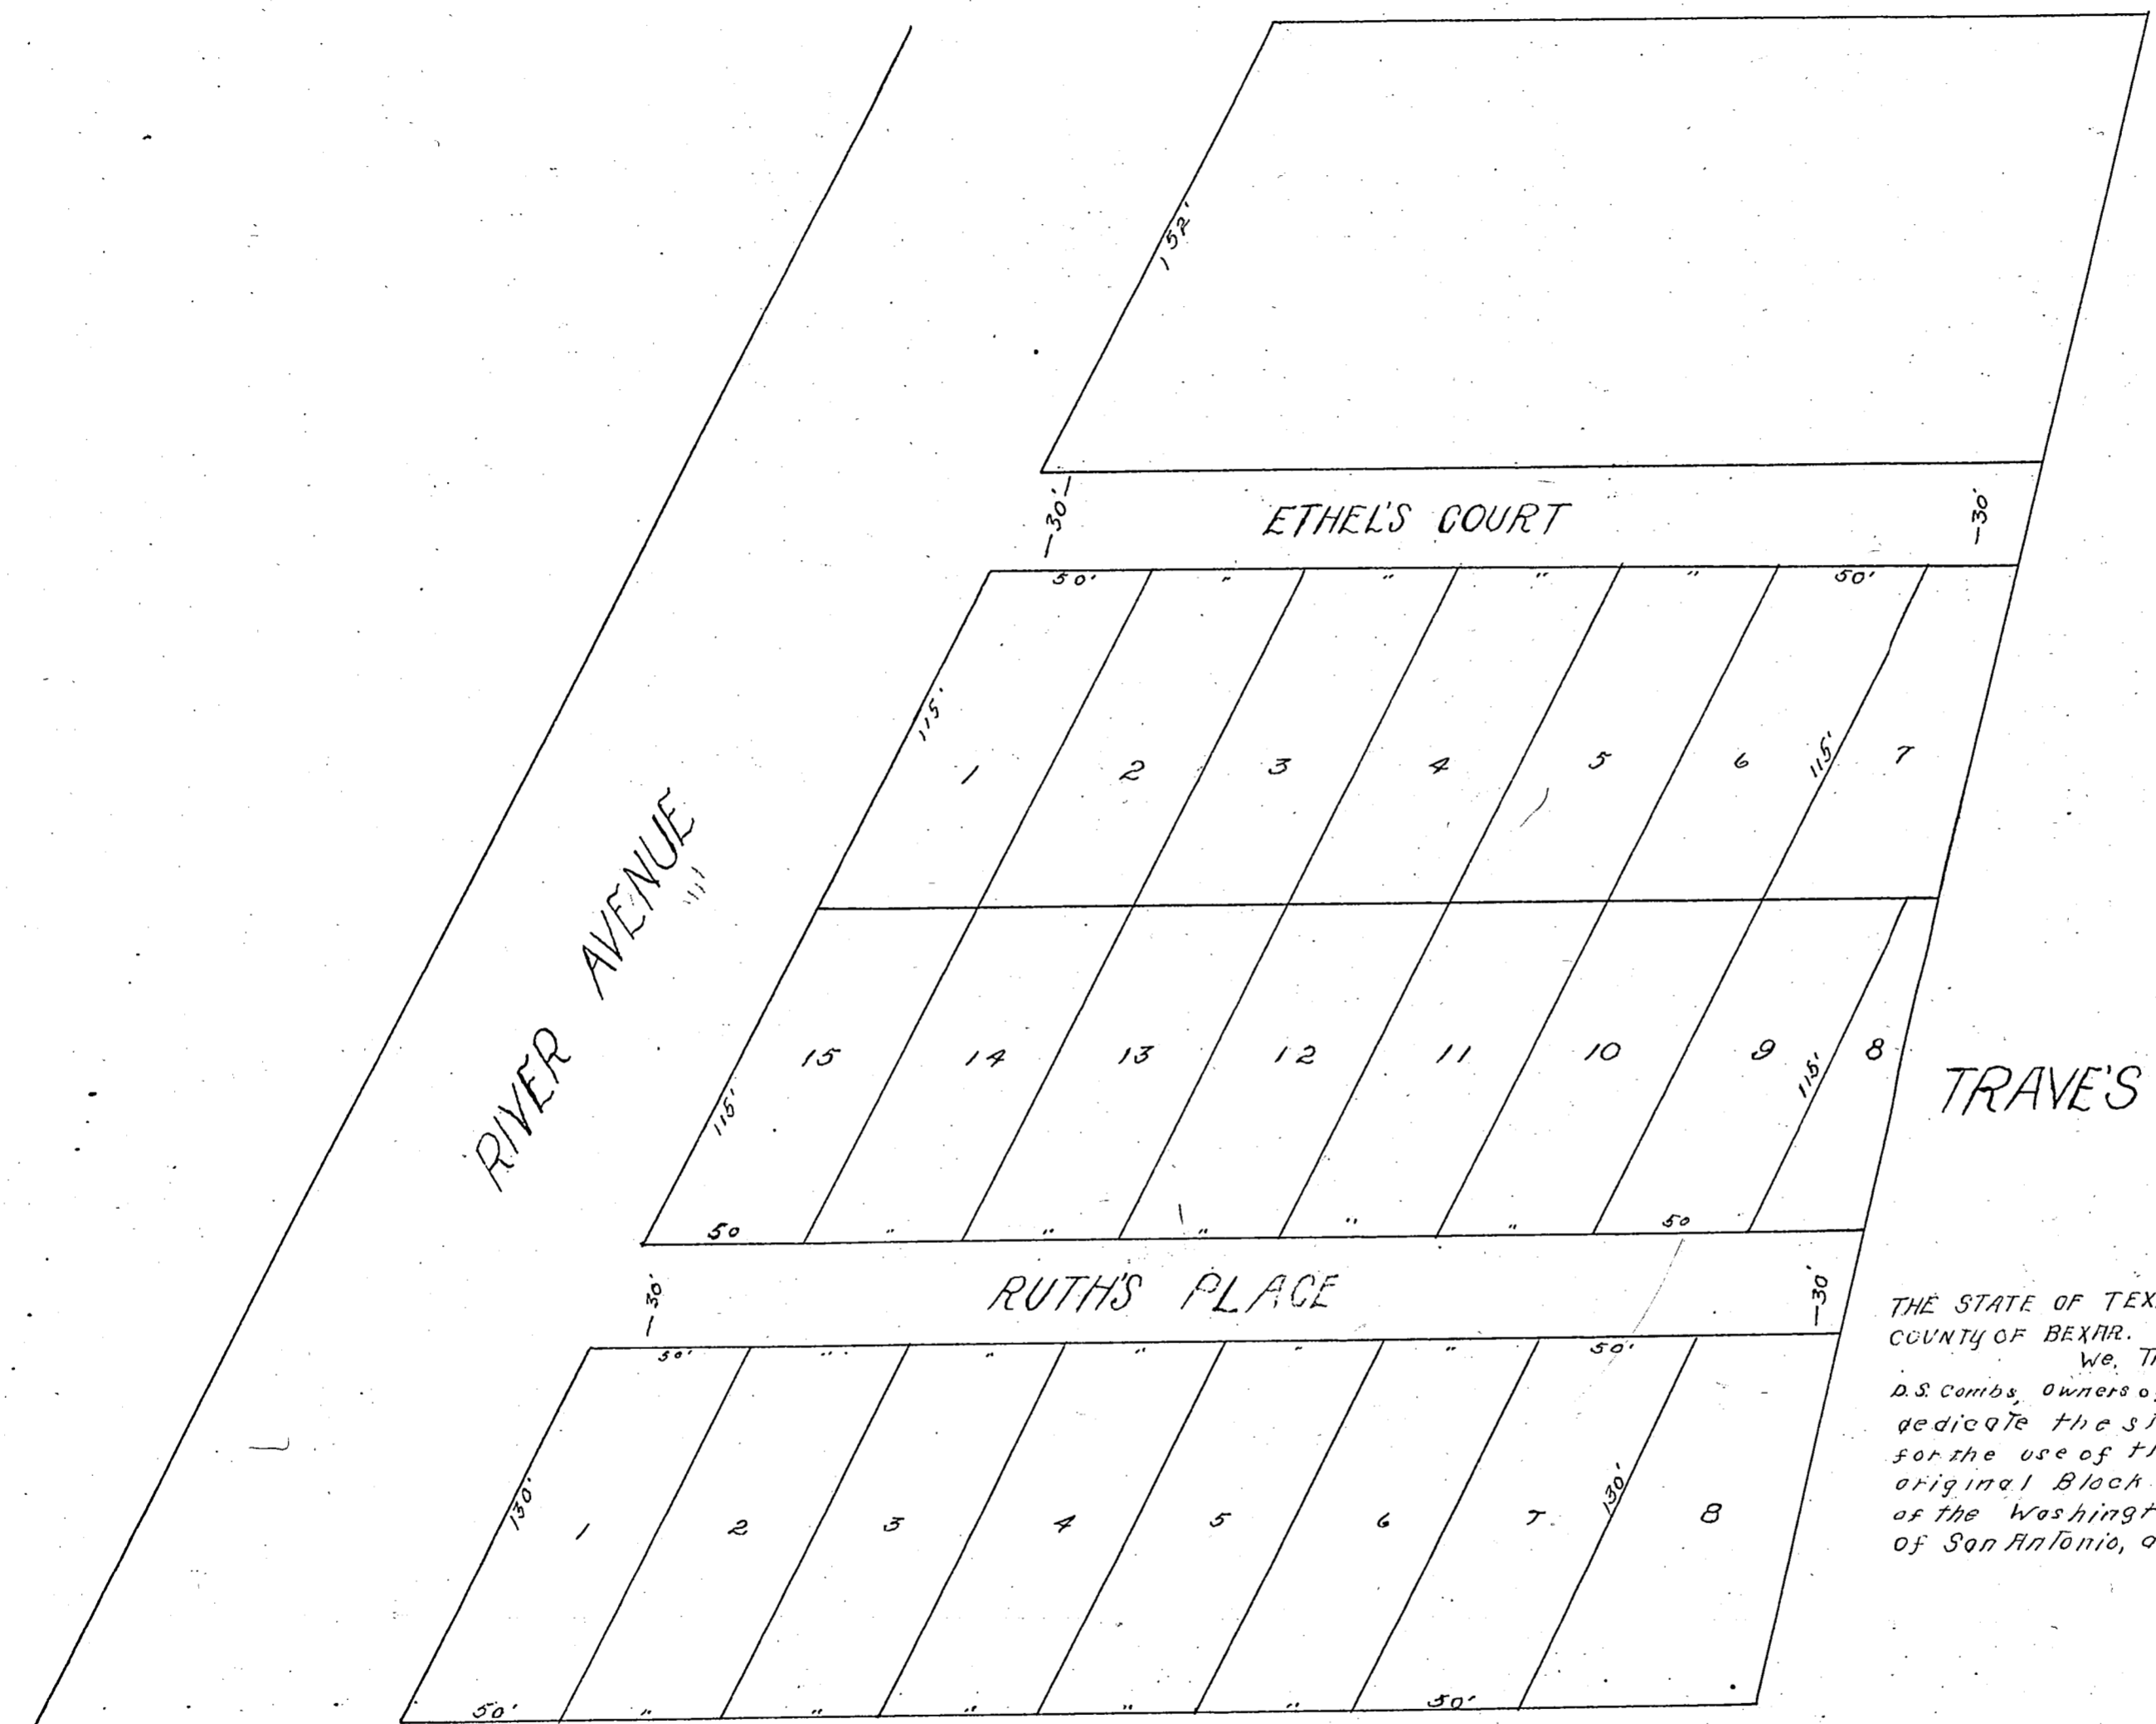 152'
—30'—
ETHEL'S COURT
—30'
50' " " " " 50'
115'
1 2 3 4 5 6 115' 7
RIVER AVENUE
15 14 13 12 11 10 9 115' 8
115'
TRAVE'S
50 " " " " " 50
—30'
RUTH'S PLACE
—30'
50' " " " " " 50'
130'
1 2 3 4 5 6 7 130' 8
50' " " " " " 50'
THE STATE OF TEX
COUNTY OF BEXAR.
We,
D.S. Combs, owners
dedicate the
for the use of
original Block
of the
of San Antonio,